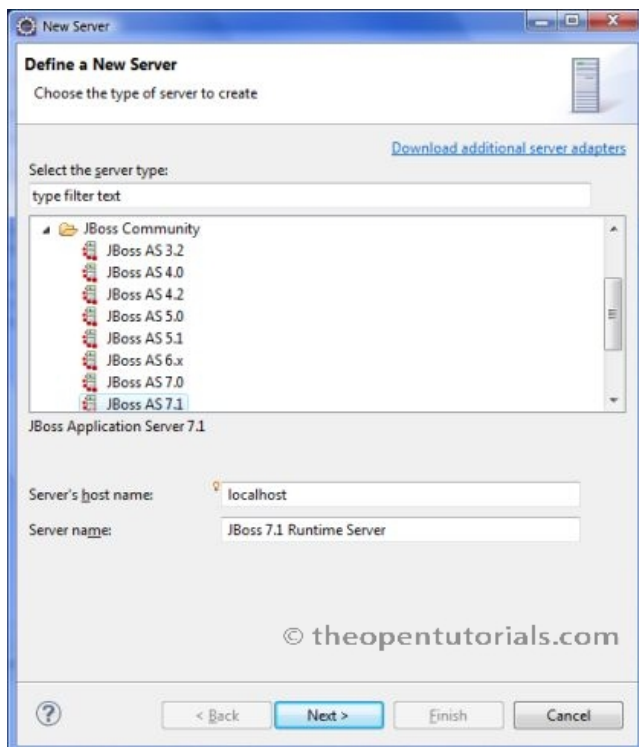 New Server
Define a New Server
Choose the type of server to create
Download additional server adapters
Select the server type:
type filter text
JBoss Community
JBoss AS 3.2
JBoss AS 4.0
JBoss AS 4.2
JBoss AS 5.0
JBoss AS 5.1
JBoss AS 6.x
JBoss AS 7.0
JBoss AS 7.1
JBoss Application Server 7.1
Server's host name: localhost
Server name: JBoss 7.1 Runtime Server
© theopentutorials.com
? < Back Next > Finish Cancel